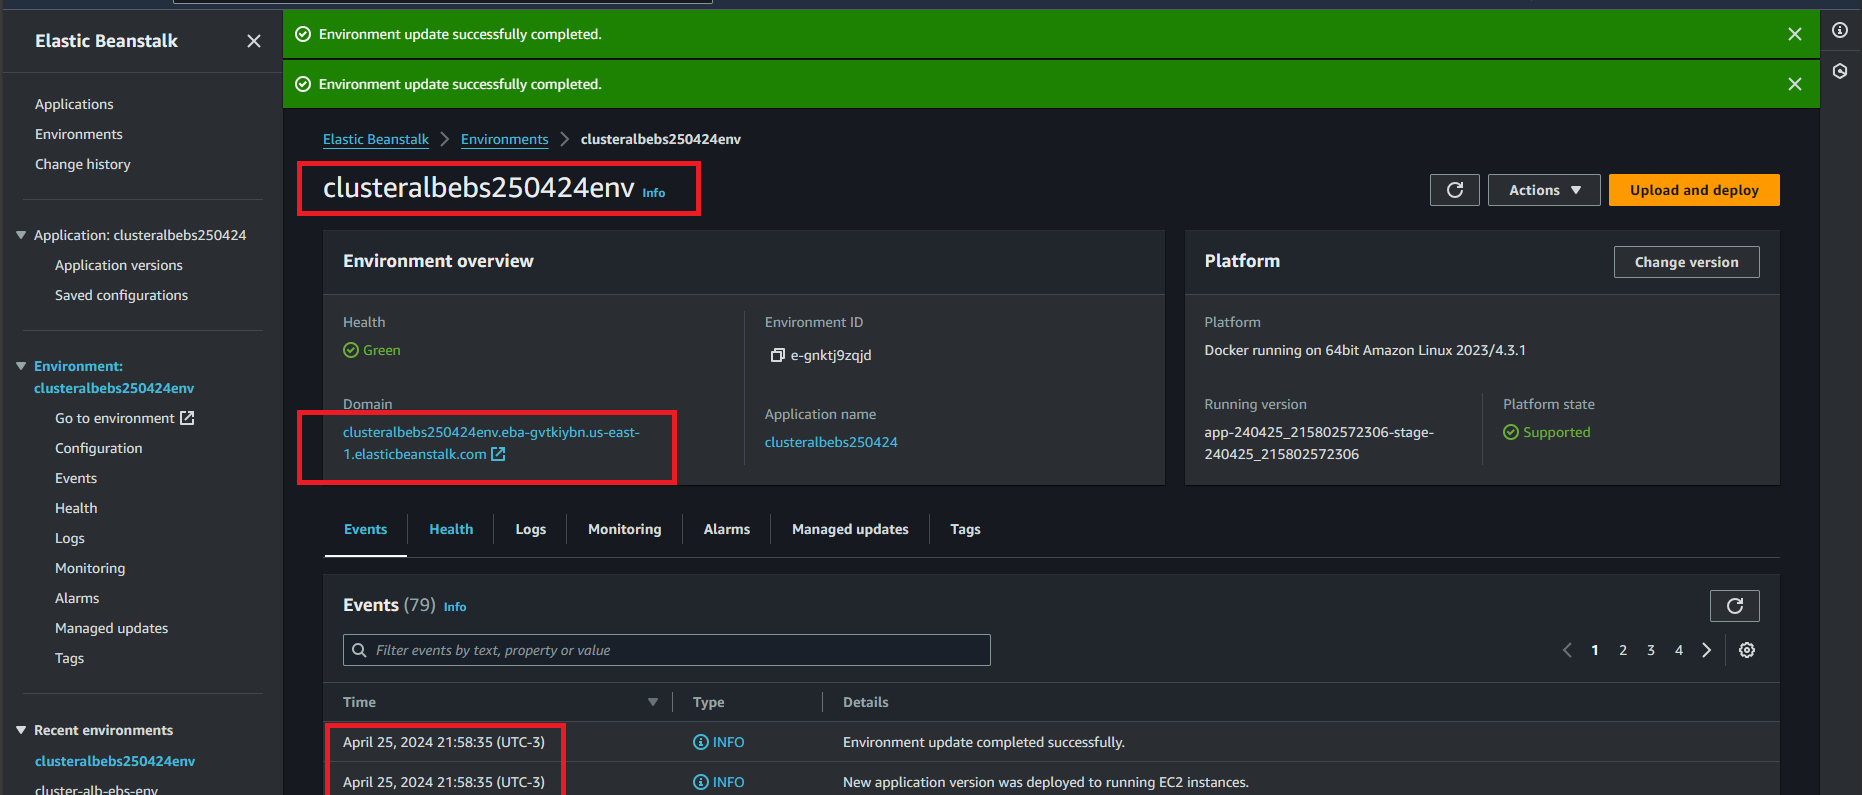 Elastic Beanstalk
Applications
Environments
Change history
Application: clusteralbebs250424
Application versions
Saved configurations
Environment:
clusteralbebs250424env
Go to environment
Configuration
Events
Health
Logs
Monitoring
Alarms
Managed updates
Tags
Recent environments
clusteralbebs250424env
cluster-alb-ebs-env
Environment update successfully completed.
Environment update successfully completed.
Elastic Beanstalk > Environments > clusteralbebs250424env
clusteralbebs250424env Info
Actions
Upload and deploy
Environment overview
Health
Green
Domain
clusteralbebs250424env.eba-gvtkiybn.us-east-
1.elasticbeanstalk.com
Environment ID
e-gnktj9zqjd
Application name
clusteralbebs250424
Platform
Change version
Platform
Docker running on 64bit Amazon Linux 2023/4.3.1
Running version
app-240425_215802572306-stage-
240425_215802572306
Platform state
Supported
Events Health Logs Monitoring Alarms Managed updates Tags
Events (79) Info
Filter events by text, property or value
1 2 3 4
Time Type Details
April 25, 2024 21:58:35 (UTC-3) INFO Environment update completed successfully.
April 25, 2024 21:58:35 (UTC-3) INFO New application version was deployed to running EC2 instances.